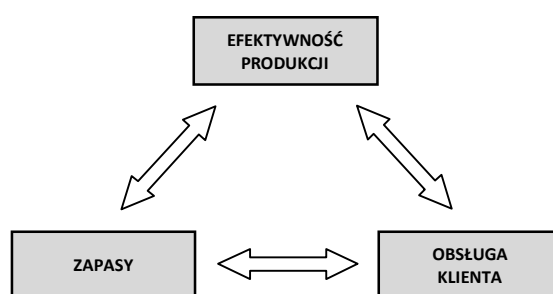 EFEKTYWNOŚĆ
PRODUKCJI
ZAPASY
OBSŁUGA
KLIENTA